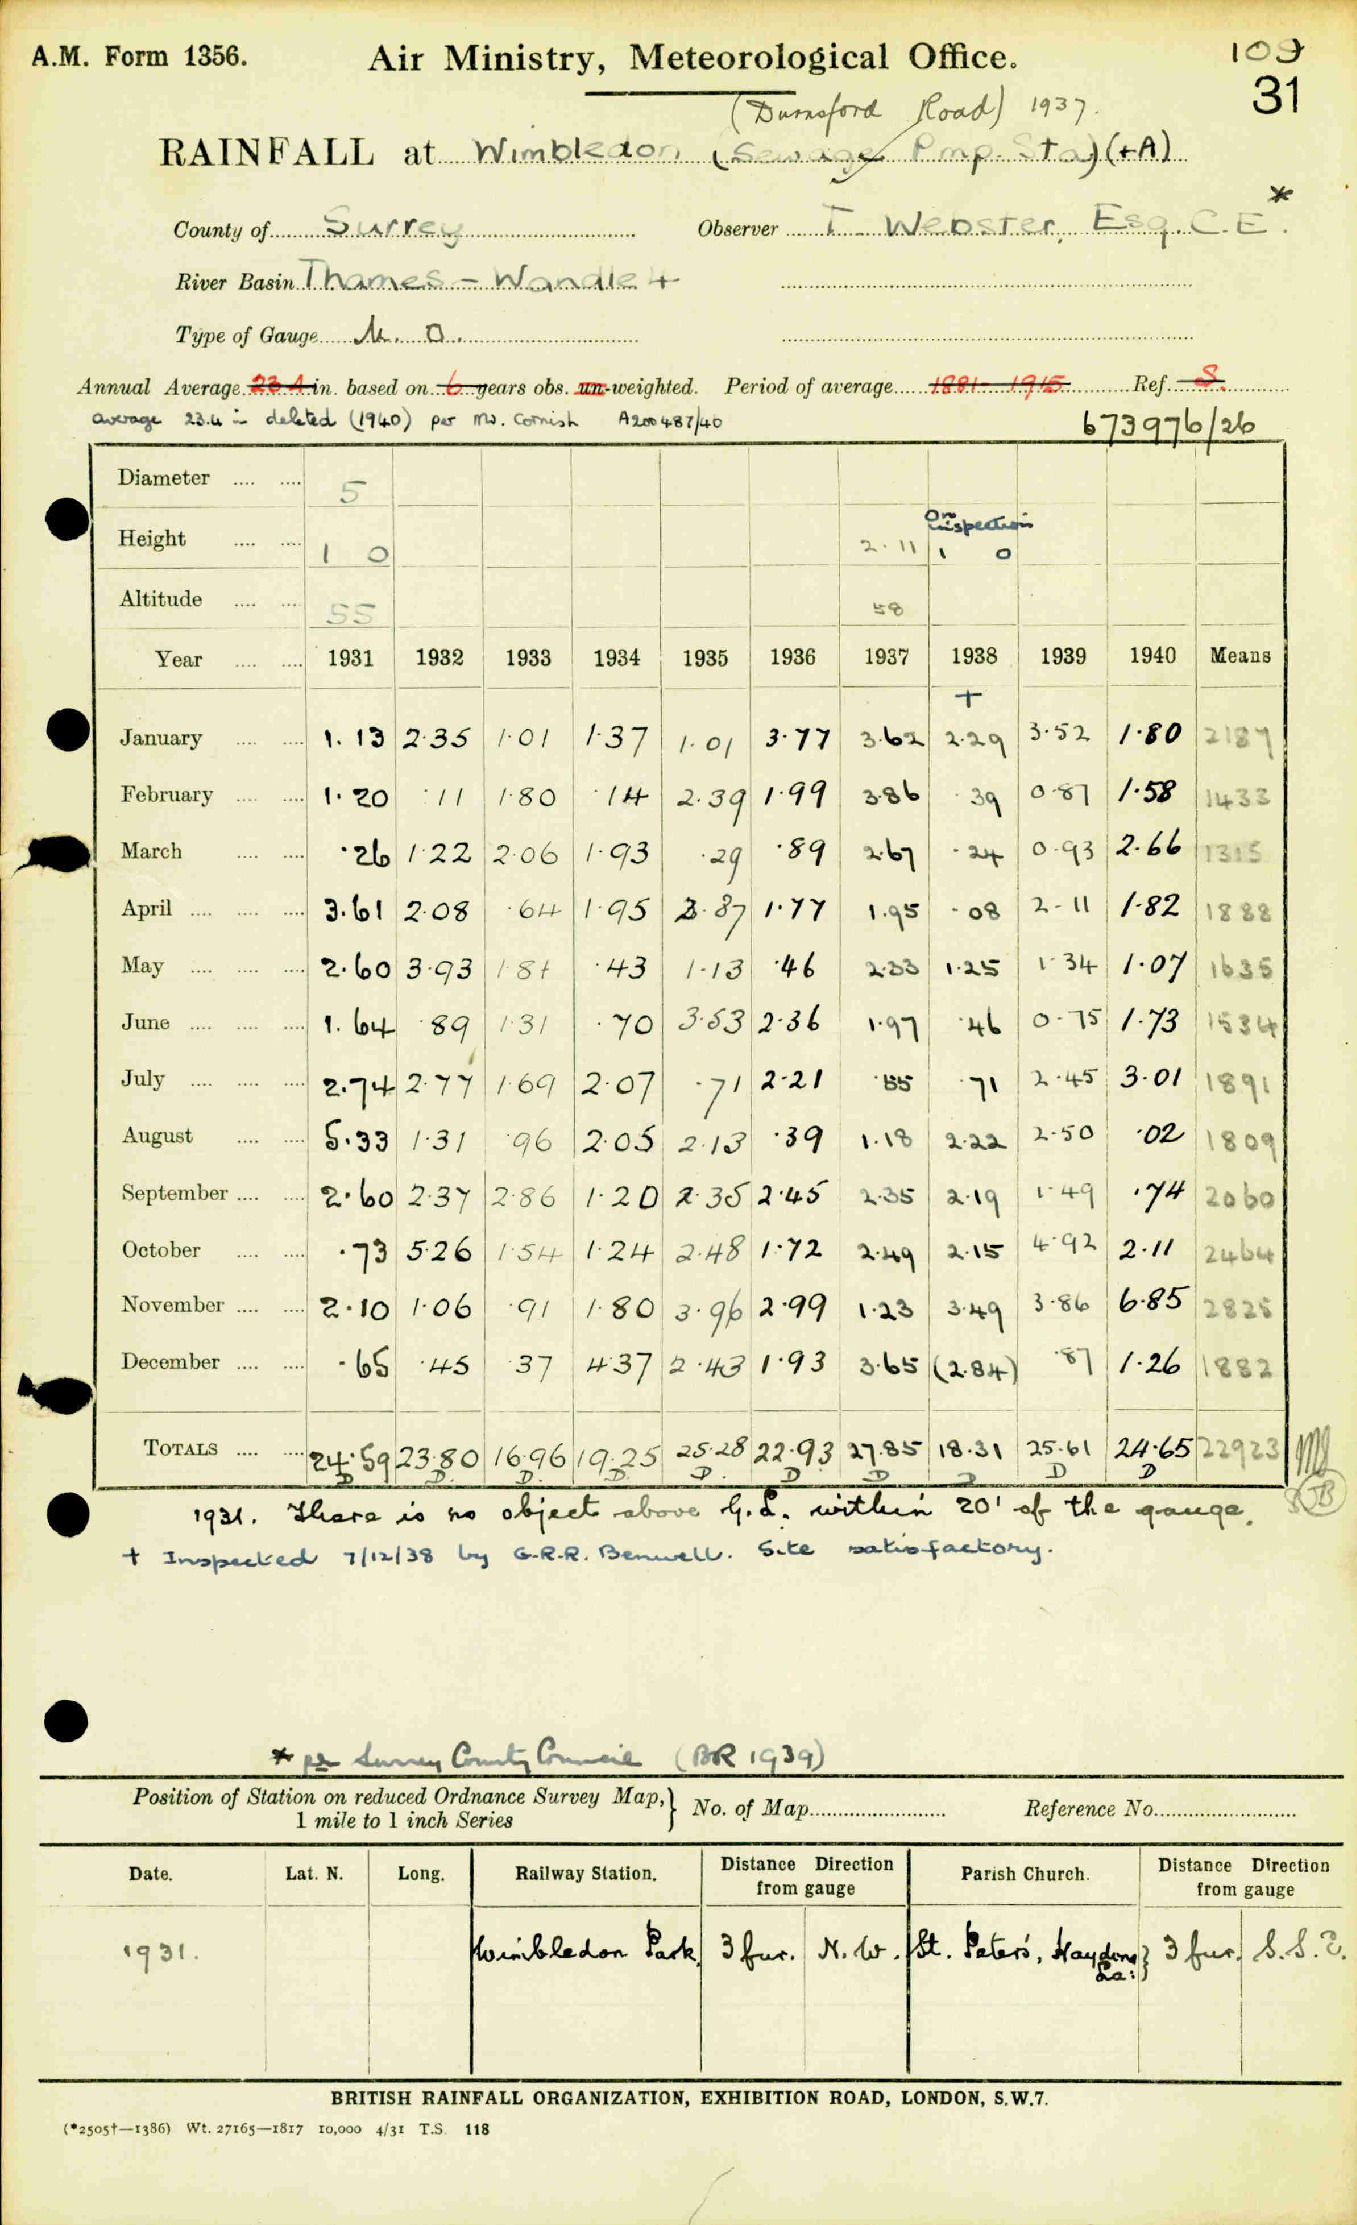 A.M. Form 1356.
Air Ministry, Meteorological Office.
109
31
(Durnsford Road) 1937.
RAINFALL at Wimbledon (Sewage Pmp. Sta) (+A)
County of Surrey Observer T. Webster, Esq. C.E. *
River Basin Thames - Wandle 4
Type of Gauge M. O.
Annual Average 23.4 in. based on 6 years obs. un-weighted. Period of average 1881-1915 Ref. S.
average 23.4 in deleted (1940) per Mr. Cornish A200487/40
673976/26
Diameter 5
On inspection
Height 1 0 2.11 1 0
Altitude 55 58
Year 1931 1932 1933 1934 1935 1936 1937 1938 1939 1940 Means
+
January 1.13 2.35 1.01 1.37 1.01 3.77 3.62 2.29 3.52 1.80 2187
February 1.20 .11 1.80 .14 2.39 1.99 3.86 .39 0.87 1.58 1433
March .26 1.22 2.06 1.93 .29 .89 2.67 .24 0.93 2.66 1315
April 3.61 2.08 .64 1.95 2.87 1.77 1.95 .08 2.11 1.82 1888
May 2.60 3.93 1.81 .43 1.13 .46 2.33 1.25 1.34 1.07 1635
June 1.64 .89 1.31 .70 3.53 2.36 1.97 .46 0.75 1.73 1534
July 2.74 2.77 1.69 2.07 .71 2.21 .55 .71 2.45 3.01 1891
August 5.33 1.31 .96 2.05 2.13 .39 1.18 2.22 2.50 .02 1809
September 2.60 2.37 2.86 1.20 2.35 2.45 2.35 2.19 1.49 .74 2060
October .73 5.26 1.54 1.24 2.48 1.72 2.49 2.15 4.92 2.11 2464
November 2.10 1.06 .91 1.80 3.96 2.99 1.23 3.49 3.86 6.85 2825
December .65 .45 .37 4.37 2.43 1.93 3.65 (2.84) .87 1.26 1882
TOTALS 24.59 23.80 16.96 19.25 25.28 22.93 27.85 18.31 25.61 24.65 22923
D D D D D D D D D D
1931. There is no object above G.L. within 20' of the gauge.
+ Inspected 7/12/38 by G.R.R. Benwell. Site satisfactory.
* per Surrey County Council (BR 1939)
Position of Station on reduced Ordnance Survey Map, 1 mile to 1 inch Series } No. of Map Reference No.
Date. Lat. N. Long. Railway Station. Distance Direction from gauge Parish Church. Distance Direction from gauge
1931. Wimbledon Park 3 fur. N.W. St. Peter's, Haydons La: } 3 fur. S.S.E.
BRITISH RAINFALL ORGANIZATION, EXHIBITION ROAD, LONDON, S.W.7.
(*2505†—1386) Wt. 27165—1817 10,000 4/31 T.S. 118